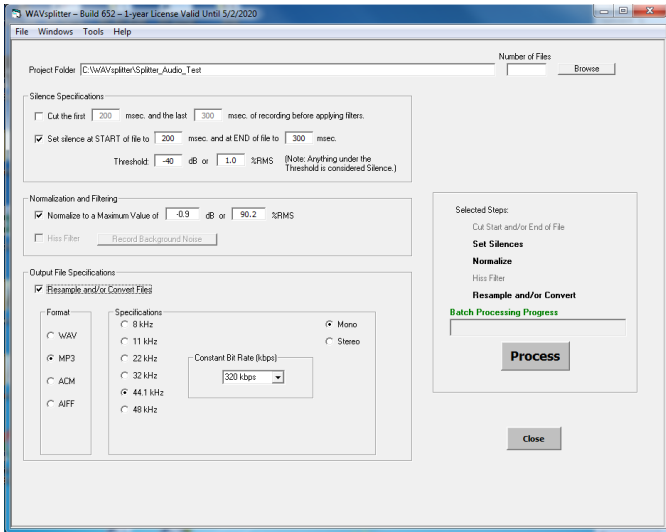 WAVsplitter – Build 652 – 1-year License Valid Until 5/2/2020
File Windows Tools Help
Number of Files
Project Folder C:\WAVsplitter\Splitter_Audio_Test Browse
Silence Specifications
Cut the first 200 msec. and the last 300 msec. of recording before applying filters.
Set silence at START of file to 200 msec. and at END of file to 300 msec.
Threshold: -40 dB or 1.0 %RMS (Note: Anything under the
Threshold is considered Silence.)
Normalization and Filtering
Normalize to a Maximum Value of -0.9 dB or 90.2 %RMS
Hiss Filter Record Background Noise
Output File Specifications
Resample and/or Convert Files
Format
WAV
MP3
ACM
AIFF
Specifications
8 kHz
11 kHz
22 kHz
32 kHz
44.1 kHz
48 kHz
Mono
Stereo
Constant Bit Rate (kbps)
320 kbps
Selected Steps:
Cut Start and/or End of File
Set Silences
Normalize
Hiss Filter
Resample and/or Convert
Batch Processing Progress
Process
Close